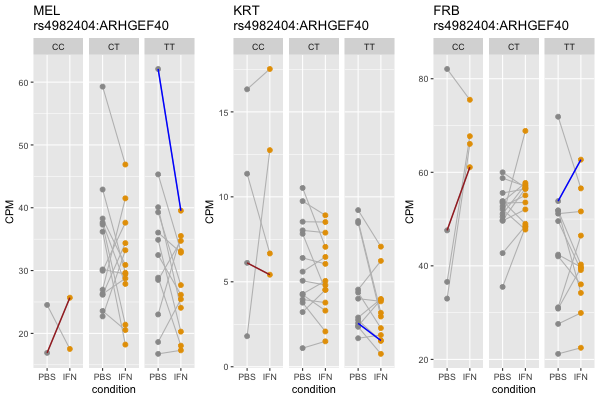 MEL
rs4982404:ARHGEF40
CC
CT
TT
CPM
60
50
40
30
20
PBS
IFN
PBS
IFN
PBS
IFN
condition
KRT
rs4982404:ARHGEF40
CC
CT
TT
CPM
15
10
5
0
PBS
IFN
PBS
IFN
PBS
IFN
condition
FRB
rs4982404:ARHGEF40
CC
CT
TT
CPM
80
60
40
20
PBS
IFN
PBS
IFN
PBS
IFN
condition